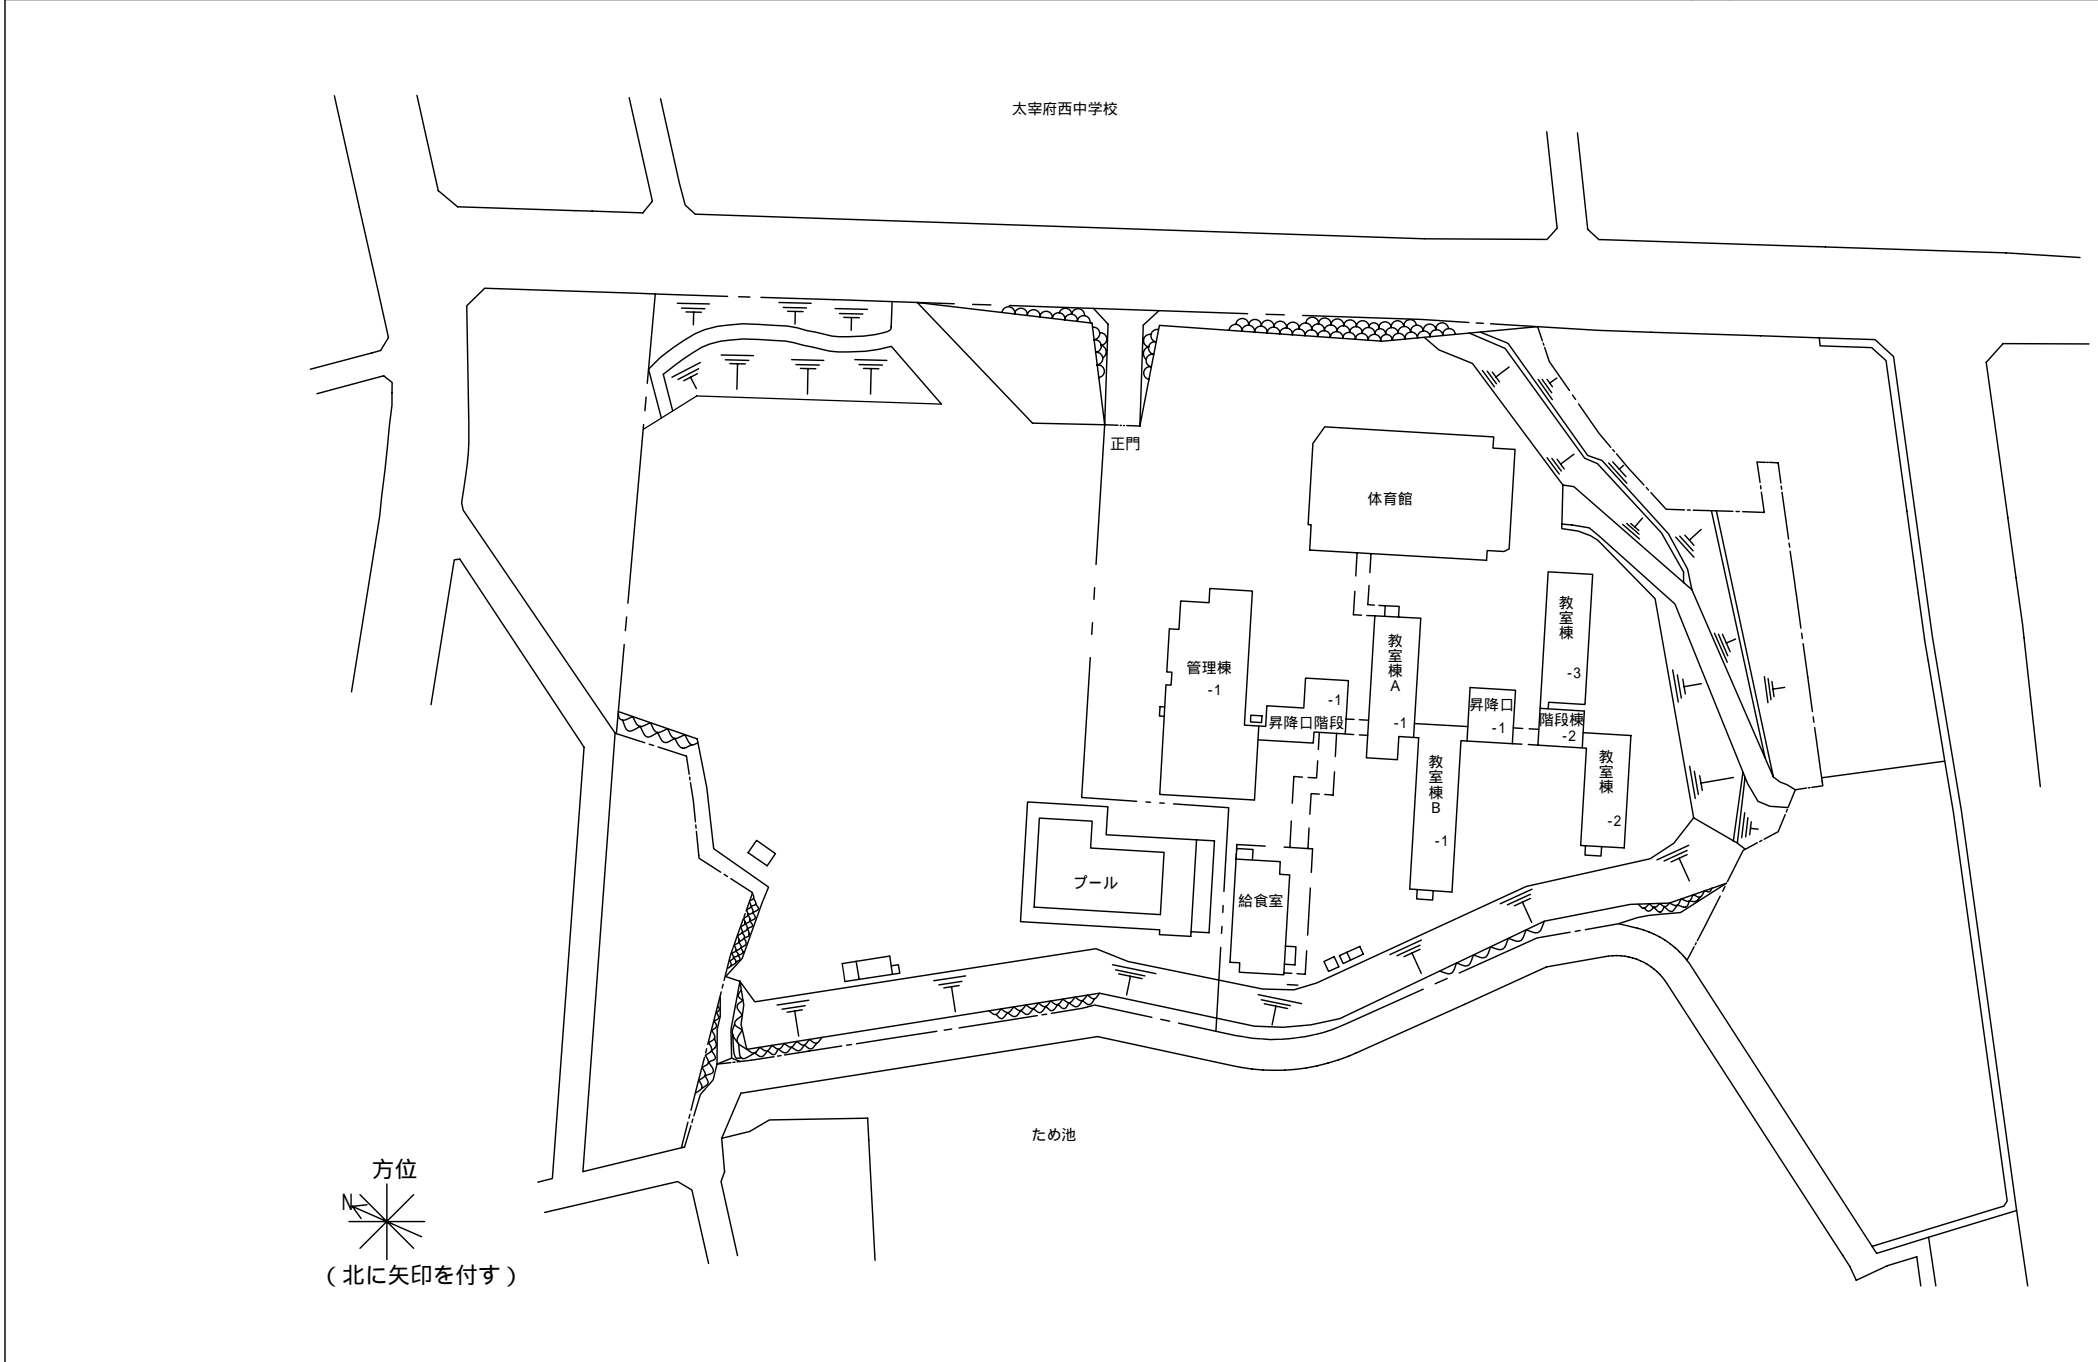 太宰府西中学校
正門
体育館
教室棟
-3
教室棟A
-1
管理棟
-1
-1
昇降口階段
昇降口
-1
階段棟
-2
教室棟
-2
教室棟B
-1
プール
給食室
ため池
方位
N
(北に矢印を付す)